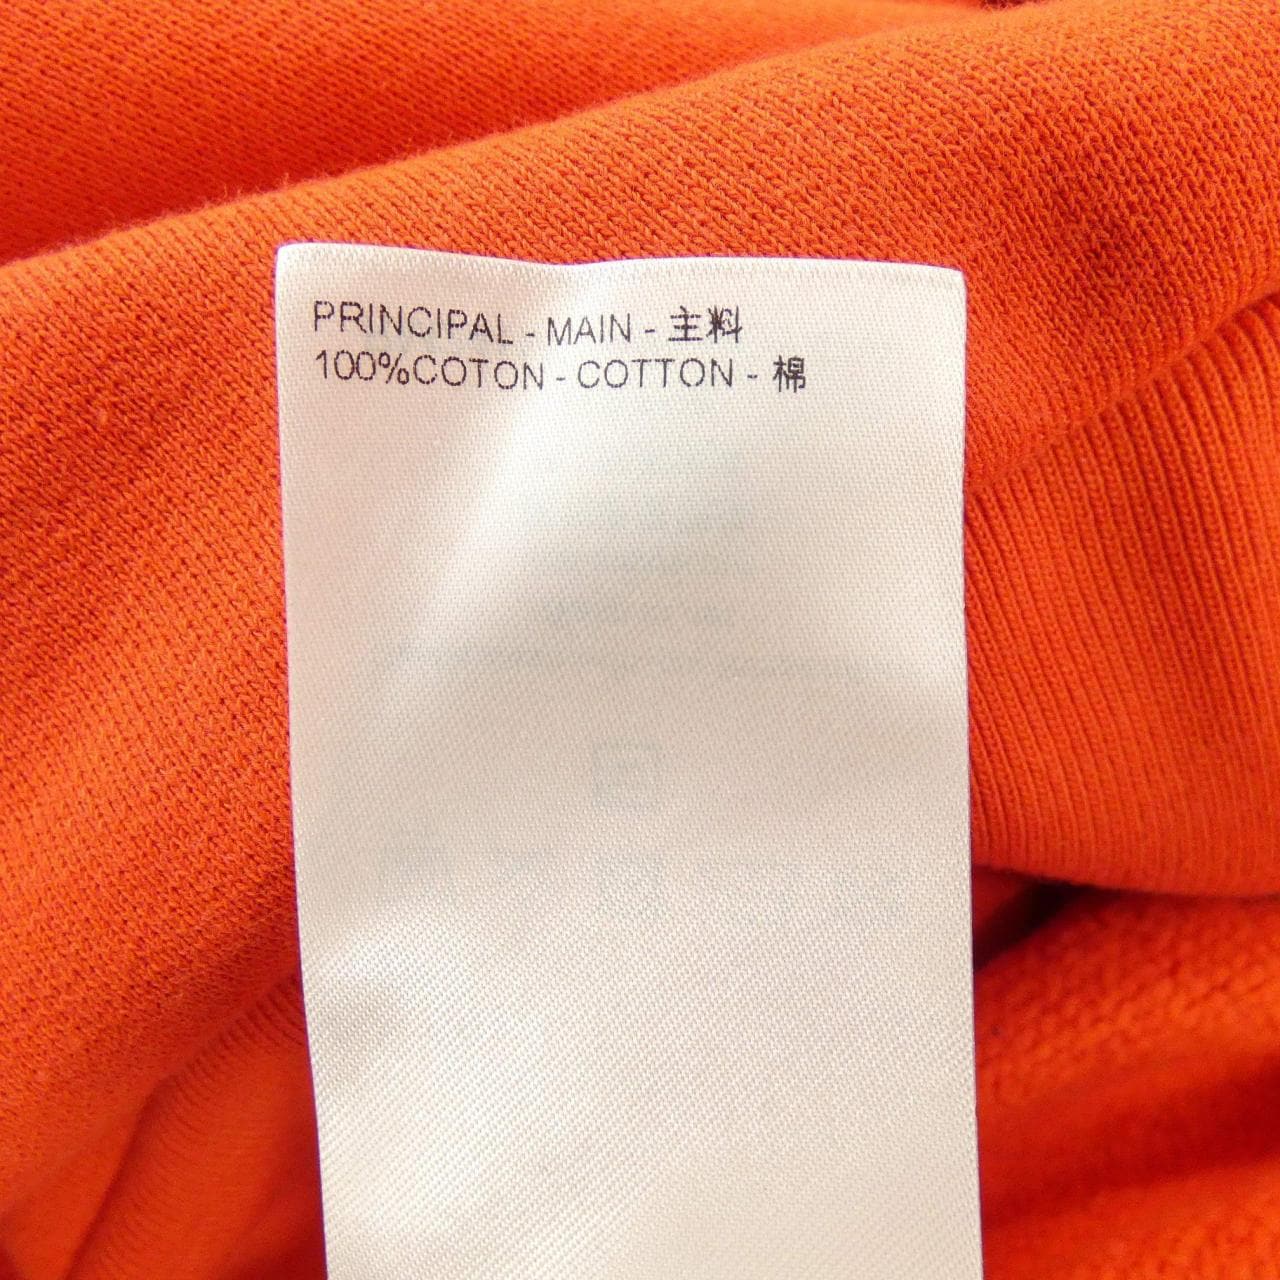 PRINCIPAL - MAIN - 主料
100%COTON - COTTON - 棉